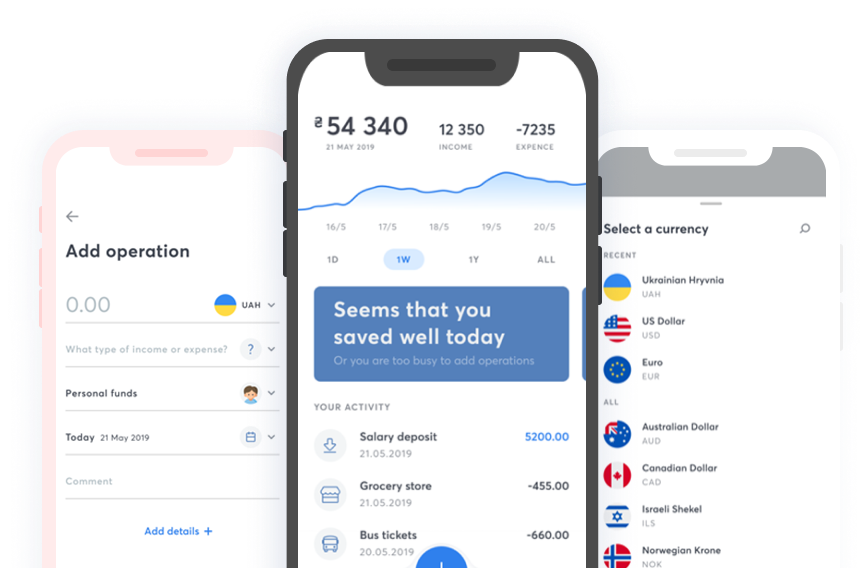 Add operation
0.00 UAH
What type of income or expense? ?
Personal funds
Today 21 May 2019
Comment
Add details +
₴54 340
21 MAY 2019
12 350
INCOME
-7235
EXPENCE
16/5 17/5 18/5 19/5 20/5
1D 1W 1Y ALL
Seems that you
saved well today
Or you are too busy to add operations
YOUR ACTIVITY
Salary deposit 5200.00
21.05.2019
Grocery store -455.00
21.05.2019
Bus tickets -660.00
20.05.2019
Select a currency
RECENT
Ukrainian Hryvnia
UAH
US Dollar
USD
Euro
EUR
ALL
Australian Dollar
AUD
Canadian Dollar
CAD
Israeli Shekel
ILS
Norwegian Krone
NOK